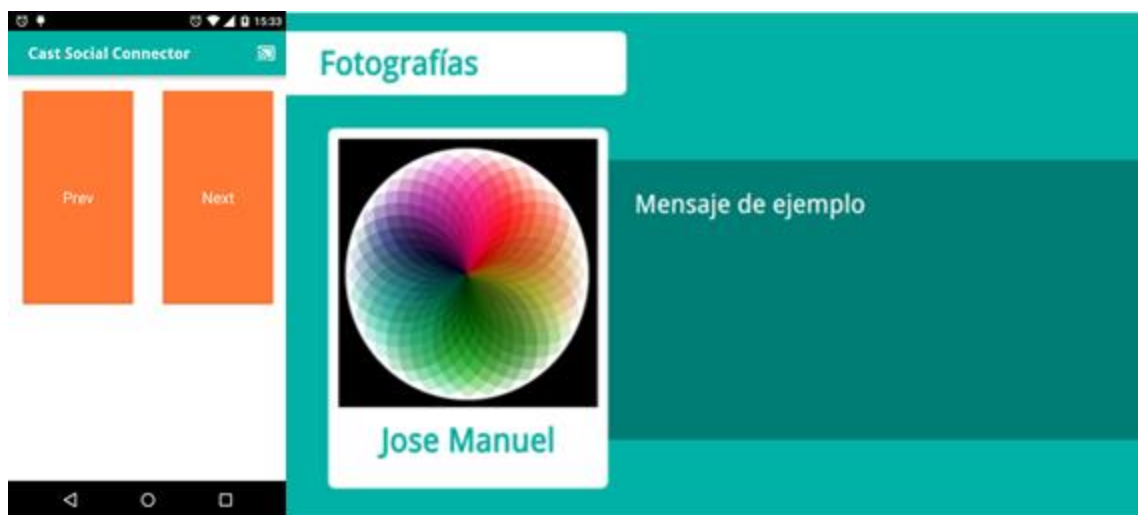 15:33
Cast Social Connector
Prev
Next
Fotografías
Mensaje de ejemplo
Jose Manuel